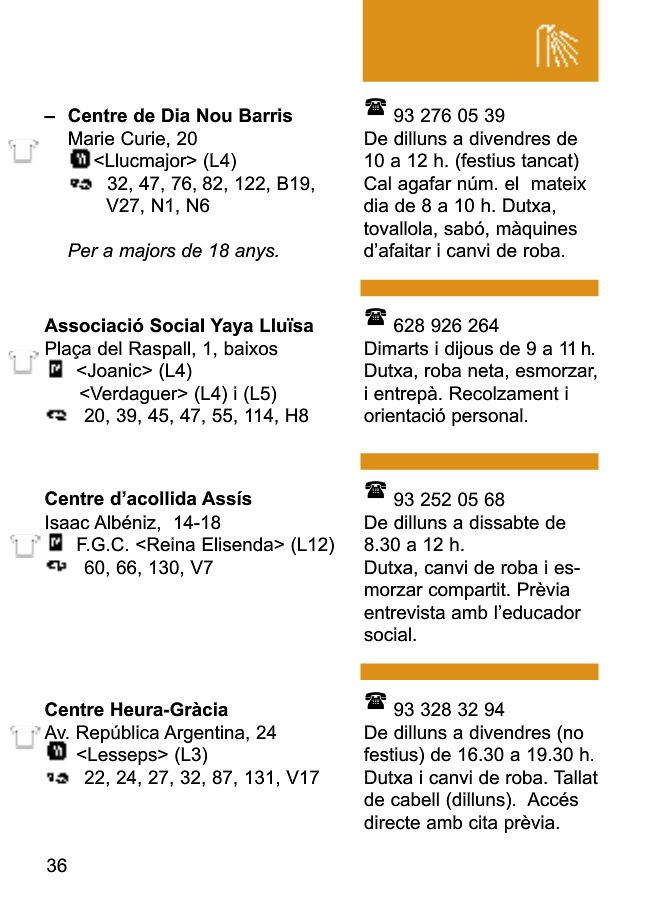 – Centre de Dia Nou Barris
Marie Curie, 20
<Llucmajor> (L4)
32, 47, 76, 82, 122, B19,
V27, N1, N6
Per a majors de 18 anys.
93 276 05 39
De dilluns a divendres de
10 a 12 h. (festius tancat)
Cal agafar núm. el mateix
dia de 8 a 10 h. Dutxa,
tovallola, sabó, màquines
d’afaitar i canvi de roba.
Associació Social Yaya Lluïsa
Plaça del Raspall, 1, baixos
<Joanic> (L4)
<Verdaguer> (L4) i (L5)
20, 39, 45, 47, 55, 114, H8
628 926 264
Dimarts i dijous de 9 a 11 h.
Dutxa, roba neta, esmorzar,
i entrepà. Recolzament i
orientació personal.
Centre d’acollida Assís
Isaac Albéniz, 14-18
F.G.C. <Reina Elisenda> (L12)
60, 66, 130, V7
93 252 05 68
De dilluns a dissabte de
8.30 a 12 h.
Dutxa, canvi de roba i es-
morzar compartit. Prèvia
entrevista amb l’educador
social.
Centre Heura-Gràcia
Av. República Argentina, 24
<Lesseps> (L3)
22, 24, 27, 32, 87, 131, V17
93 328 32 94
De dilluns a divendres (no
festius) de 16.30 a 19.30 h.
Dutxa i canvi de roba. Tallat
de cabell (dilluns). Accés
directe amb cita prèvia.
36